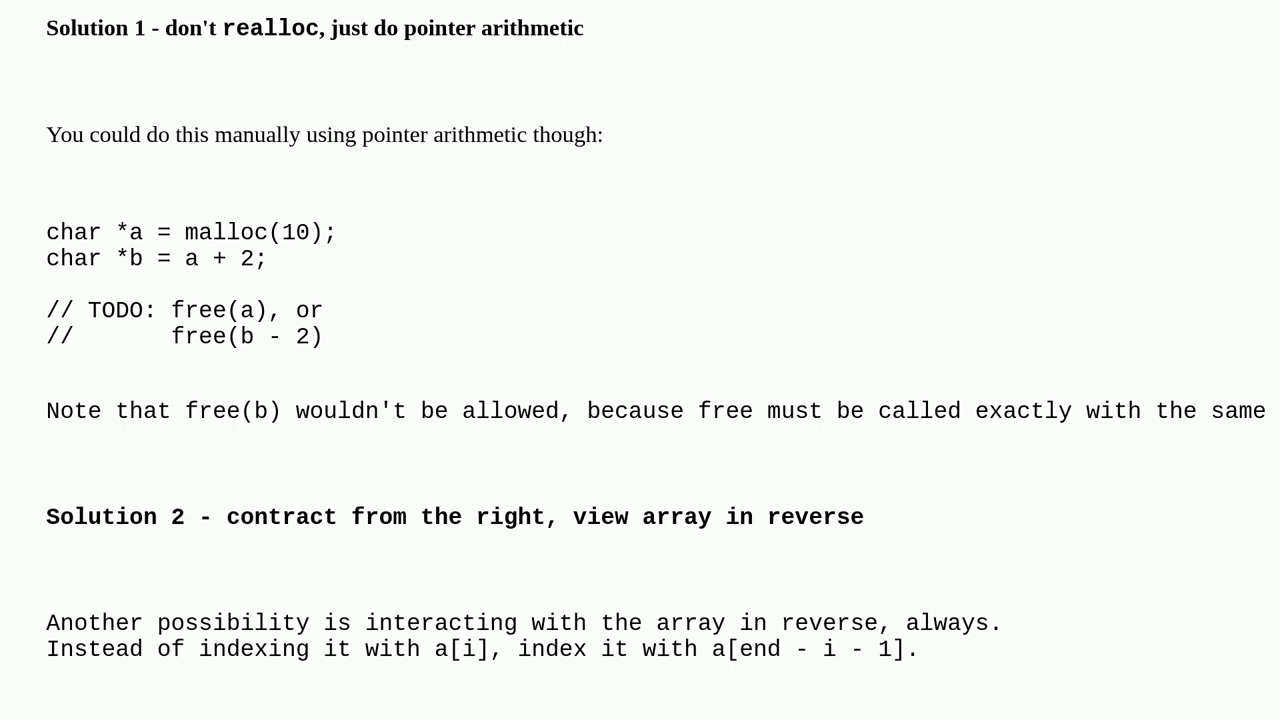 Solution 1 - don't realloc, just do pointer arithmetic
You could do this manually using pointer arithmetic though:
char *a = malloc(10);
char *b = a + 2;
// TODO: free(a), or
//       free(b - 2)
Note that free(b) wouldn't be allowed, because free must be called exactly with the same
Solution 2 - contract from the right, view array in reverse
Another possibility is interacting with the array in reverse, always.
Instead of indexing it with a[i], index it with a[end - i - 1].